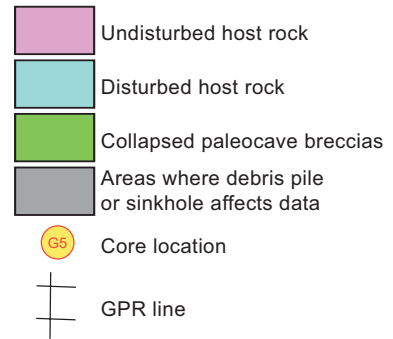 Undisturbed host rock
Disturbed host rock
Collapsed paleocave breccias
Areas where debris pile
or sinkhole affects data
G5 Core location
GPR line